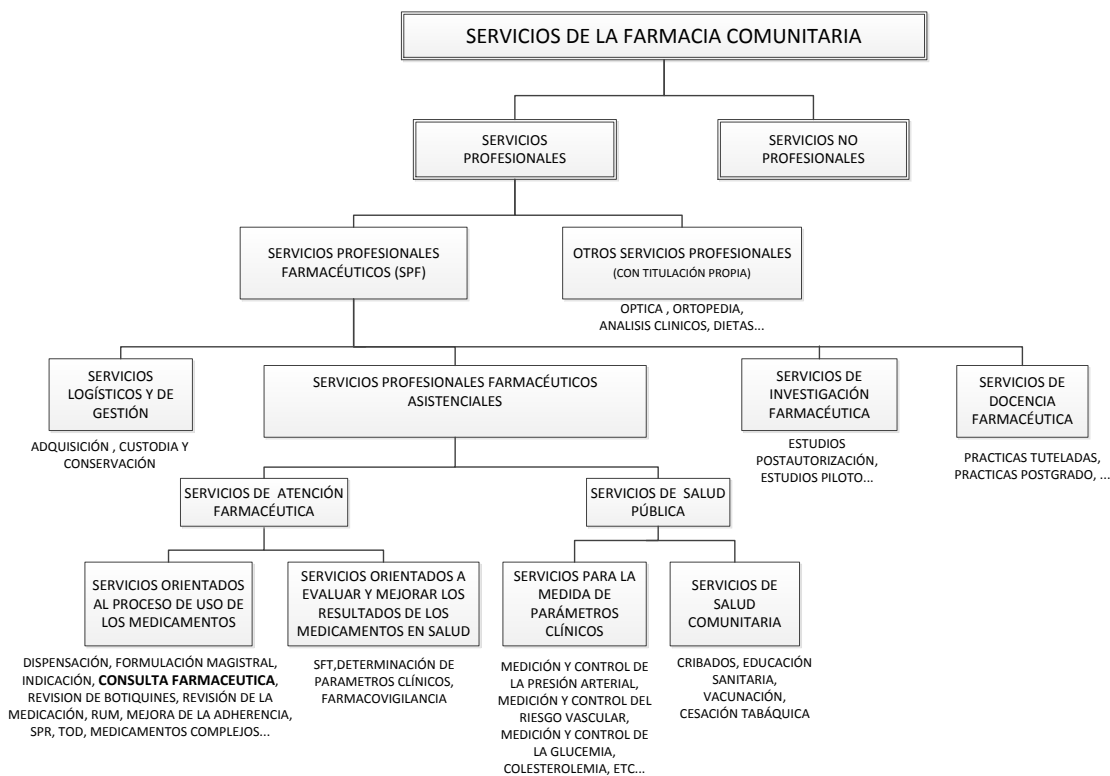 SERVICIOS DE LA FARMACIA COMUNITARIA
SERVICIOS
PROFESIONALES
SERVICIOS NO
PROFESIONALES
SERVICIOS PROFESIONALES
FARMACÉUTICOS (SPF)
OTROS SERVICIOS PROFESIONALES
(CON TITULACIÓN PROPIA)
OPTICA , ORTOPEDIA,
ANALISIS CLINICOS, DIETAS...
SERVICIOS
LOGÍSTICOS Y DE
GESTIÓN
ADQUISICIÓN , CUSTODIA Y
CONSERVACIÓN
SERVICIOS PROFESIONALES FARMACÉUTICOS
ASISTENCIALES
SERVICIOS DE
INVESTIGACIÓN
FARMACÉUTICA
ESTUDIOS
POSTAUTORIZACIÓN,
ESTUDIOS PILOTO...
SERVICIOS DE
DOCENCIA
FARMACÉUTICA
PRACTICAS TUTELADAS,
PRACTICAS POSTGRADO, ...
SERVICIOS DE ATENCIÓN
FARMACÉUTICA
SERVICIOS DE SALUD
PÚBLICA
SERVICIOS ORIENTADOS
AL PROCESO DE USO DE
LOS MEDICAMENTOS
DISPENSACIÓN, FORMULACIÓN MAGISTRAL,
INDICACIÓN, CONSULTA FARMACEUTICA,
REVISION DE BOTIQUINES, REVISIÓN DE LA
MEDICACIÓN, RUM, MEJORA DE LA ADHERENCIA,
SPR, TOD, MEDICAMENTOS COMPLEJOS...
SERVICIOS ORIENTADOS A
EVALUAR Y MEJORAR LOS
RESULTADOS DE LOS
MEDICAMENTOS EN SALUD
SFT,DETERMINACIÓN DE
PARAMETROS CLÍNICOS,
FARMACOVIGILANCIA
SERVICIOS PARA LA
MEDIDA DE
PARÁMETROS
CLÍNICOS
MEDICIÓN Y CONTROL DE
LA PRESIÓN ARTERIAL,
MEDICIÓN Y CONTROL DEL
RIESGO VASCULAR,
MEDICIÓN Y CONTROL DE
LA GLUCEMIA,
COLESTEROLEMIA, ETC...
SERVICIOS DE
SALUD
COMUNITARIA
CRIBADOS, EDUCACIÓN
SANITARIA,
VACUNACIÓN,
CESACIÓN TABÁQUICA